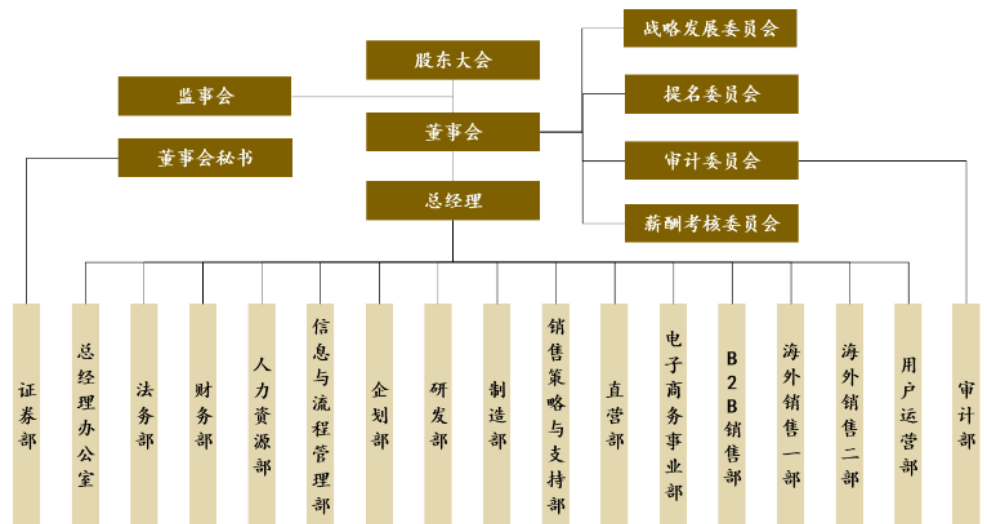 战略发展委员会
股东大会
监事会
提名委员会
董事会
董事会秘书
审计委员会
总经理
薪酬考核委员会
证券部
总经理办公室
法务部
财务部
人力资源部
信息与流程管理部
企划部
研发部
制造部
销售策略与支持部
直营部
电子商务事业部
B2B销售部
海外销售一部
海外销售二部
用户运营部
审计部